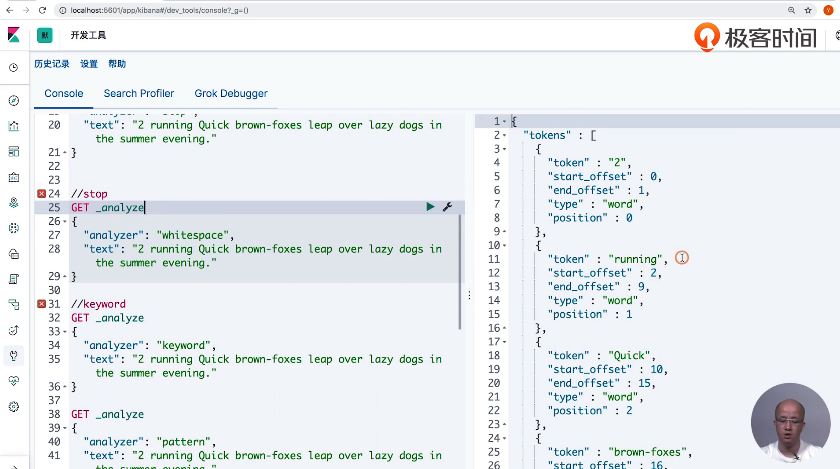 localhost:5601/app/kibana#/dev_tools/console?_g=()
默 开发工具
极客时间
历史记录 设置 帮助
Console Search Profiler Grok Debugger
20 "text": "2 running Quick brown-foxes leap over lazy dogs in
the summer evening."
21 }
22
23
24 //stop
25 GET _analyze
26 {
27 "analyzer": "whitespace",
28 "text": "2 running Quick brown-foxes leap over lazy dogs in
the summer evening."
29 }
30
31 //keyword
32 GET _analyze
33 {
34 "analyzer": "keyword",
35 "text": "2 running Quick brown-foxes leap over lazy dogs in
the summer evening."
36 }
37
38 GET _analyze
39 {
40 "analyzer": "pattern",
41 "text": "2 running Quick brown-foxes leap over lazy dogs in
the summer evening."
1 {
2 "tokens" : [
3 {
4 "token" : "2",
5 "start_offset" : 0,
6 "end_offset" : 1,
7 "type" : "word",
8 "position" : 0
9 },
10 {
11 "token" : "running",
12 "start_offset" : 2,
13 "end_offset" : 9,
14 "type" : "word",
15 "position" : 1
16 },
17 {
18 "token" : "Quick",
19 "start_offset" : 10,
20 "end_offset" : 15,
21 "type" : "word",
22 "position" : 2
23 },
24 {
25 "token" : "brown-foxes",
26 "start_offset" : 16,